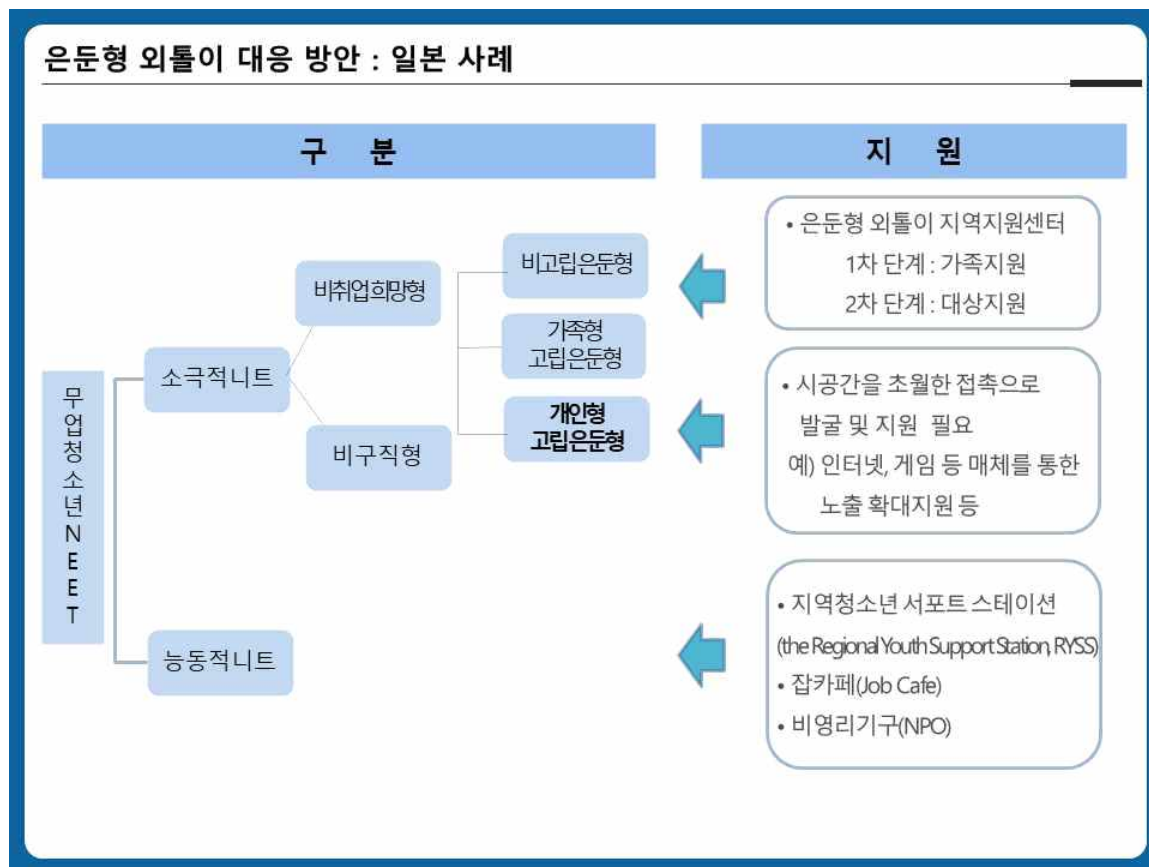 은둔형 외톨이 대응 방안 : 일본 사례
구 분
지 원
무업청소년NEET
소극적니트
능동적니트
비취업희망형
비구직형
비고립은둔형
가족형
고립은둔형
개인형
고립은둔형
• 은둔형 외톨이 지역지원센터
1차 단계 : 가족지원
2차 단계 : 대상지원
• 시공간을 초월한 접촉으로
발굴 및 지원 필요
예) 인터넷, 게임 등 매체를 통한
노출 확대지원 등
• 지역청소년 서포트 스테이션
(the Regional Youth Support Station, RYSS)
• 잡카페(Job Cafe)
• 비영리기구(NPO)